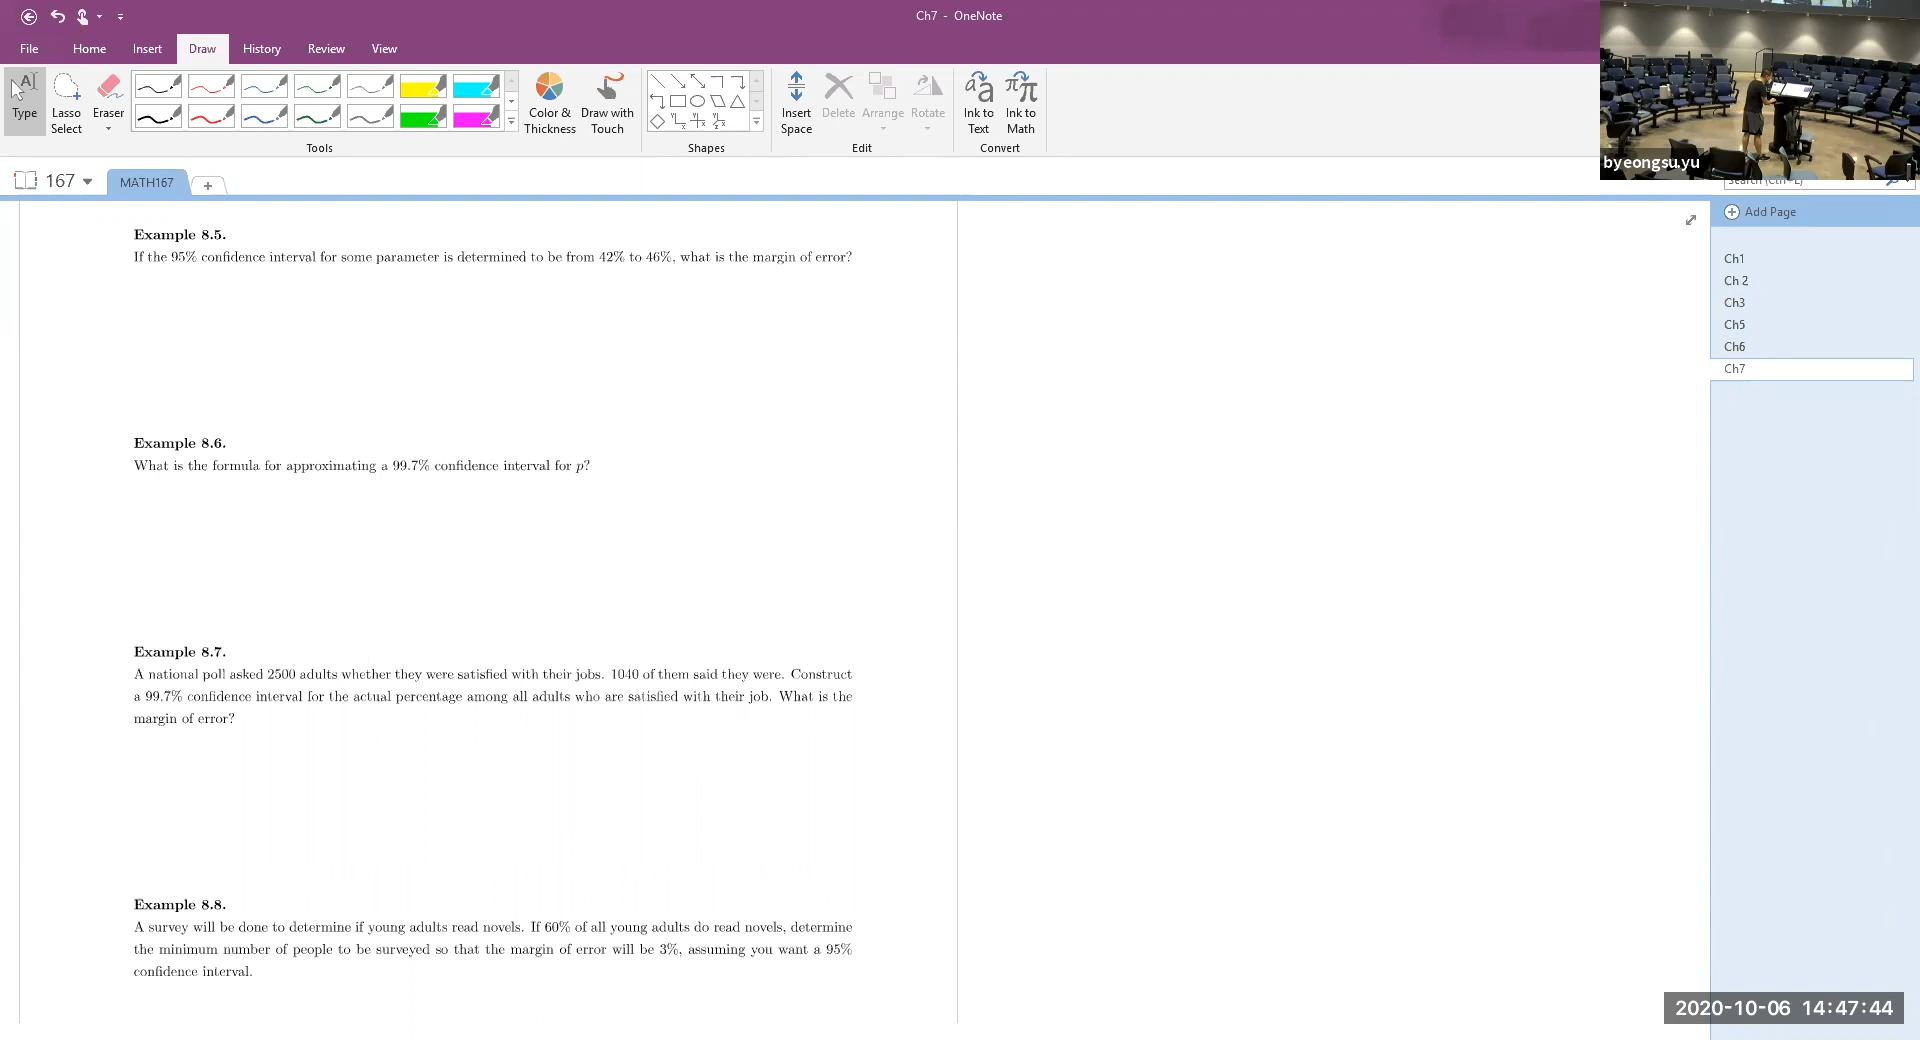 Ch7 - OneNote
File Home Insert Draw History Review View
Type
Lasso Select
Eraser
Color & Thickness
Draw with Touch
Insert Space
Delete
Arrange
Rotate
Ink to Text
Ink to Math
Tools
Shapes
Edit
Convert
byeongsu.yu
167
MATH167
Search (Ctrl+E)
Add Page
Ch1
Ch 2
Ch3
Ch5
Ch6
Ch7
Example 8.5.
If the 95% confidence interval for some parameter is determined to be from 42% to 46%, what is the margin of error?
Example 8.6.
What is the formula for approximating a 99.7% confidence interval for p?
Example 8.7.
A national poll asked 2500 adults whether they were satisfied with their jobs. 1040 of them said they were. Construct
a 99.7% confidence interval for the actual percentage among all adults who are satisfied with their job. What is the
margin of error?
Example 8.8.
A survey will be done to determine if young adults read novels. If 60% of all young adults do read novels, determine
the minimum number of people to be surveyed so that the margin of error will be 3%, assuming you want a 95%
confidence interval.
2020-10-06 14:47:44